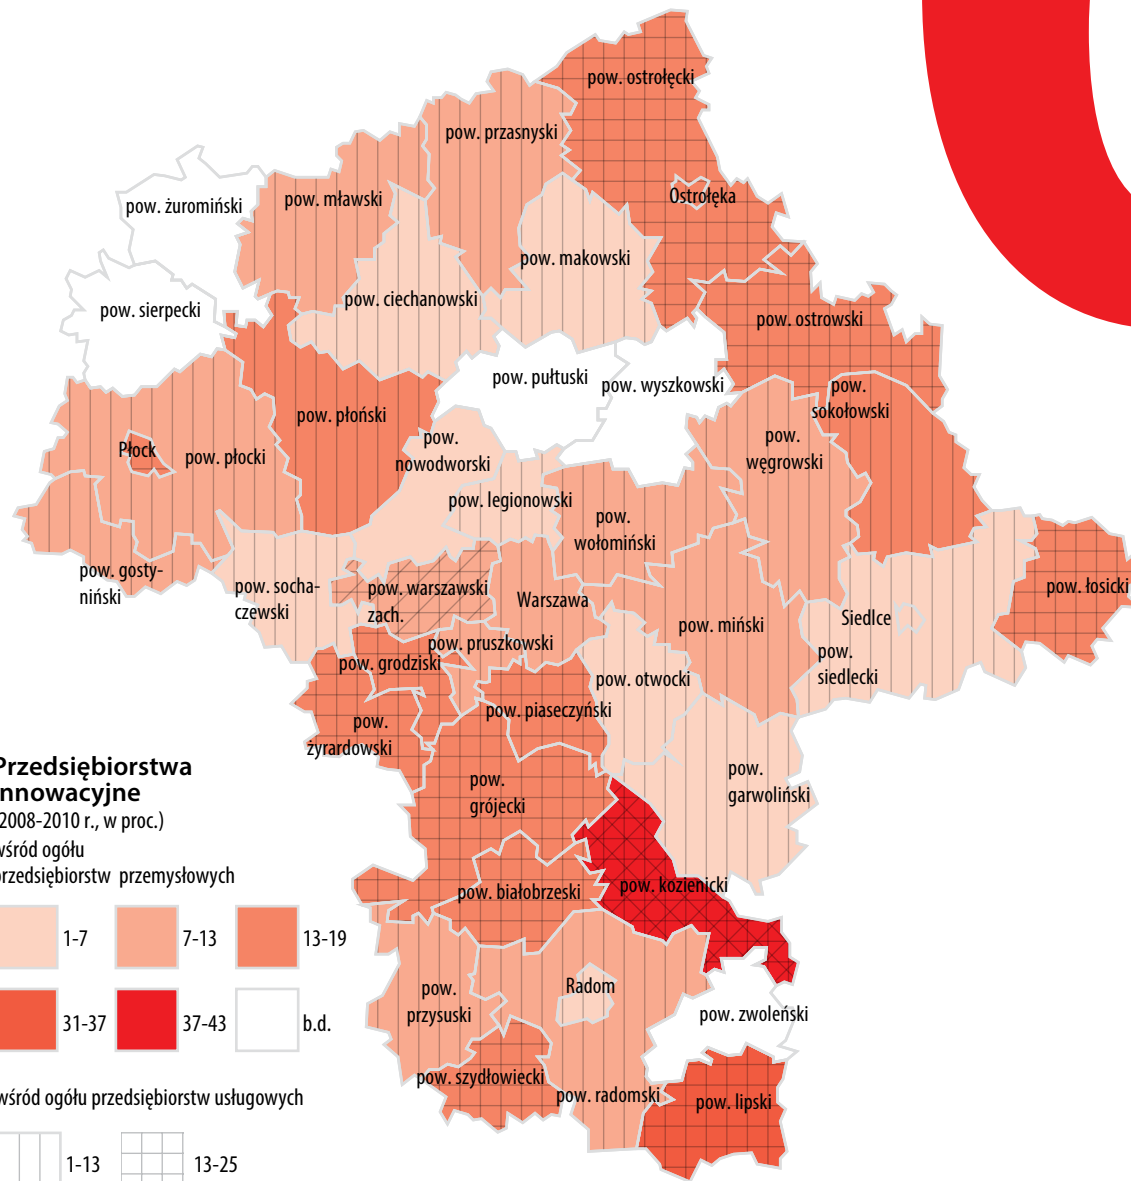 pow. ostrołęcki
pow. przasnyski
Ostrołęka
pow. mławski
pow. żuromiński
pow. makowski
pow. ciechanowski
pow. sierpecki
pow. ostrowski
pow. pułtuski
pow. wyszkowski
pow.
sokołowski
pow. płoński
pow.
nowodworski
pow.
węgrowski
Płock
pow. płocki
pow. legionowski
pow.
wołomiński
pow. gosty-
niński
pow. socha-
czewski
pow. warszawski
zach.
Warszawa
pow. łosicki
Siedlce
pow. miński
pow. pruszkowski
pow. grodziski
pow.
siedlecki
pow. otwocki
pow. piaseczyński
pow.
żyrardowski
pow.
grójecki
pow.
garwoliński
pow. białobrzeski
pow. kozienicki
Radom
pow.
przysuski
pow. zwoleński
pow. szydłowiecki
pow. radomski
pow. lipski
Przedsiębiorstwa
innowacyjne
2008-2010 r., w proc.)
wśród ogółu
przedsiębiorstw przemysłowych
1-7
7-13
13-19
31-37
37-43
b.d.
wśród ogółu przedsiębiorstw usługowych
1-13
13-25